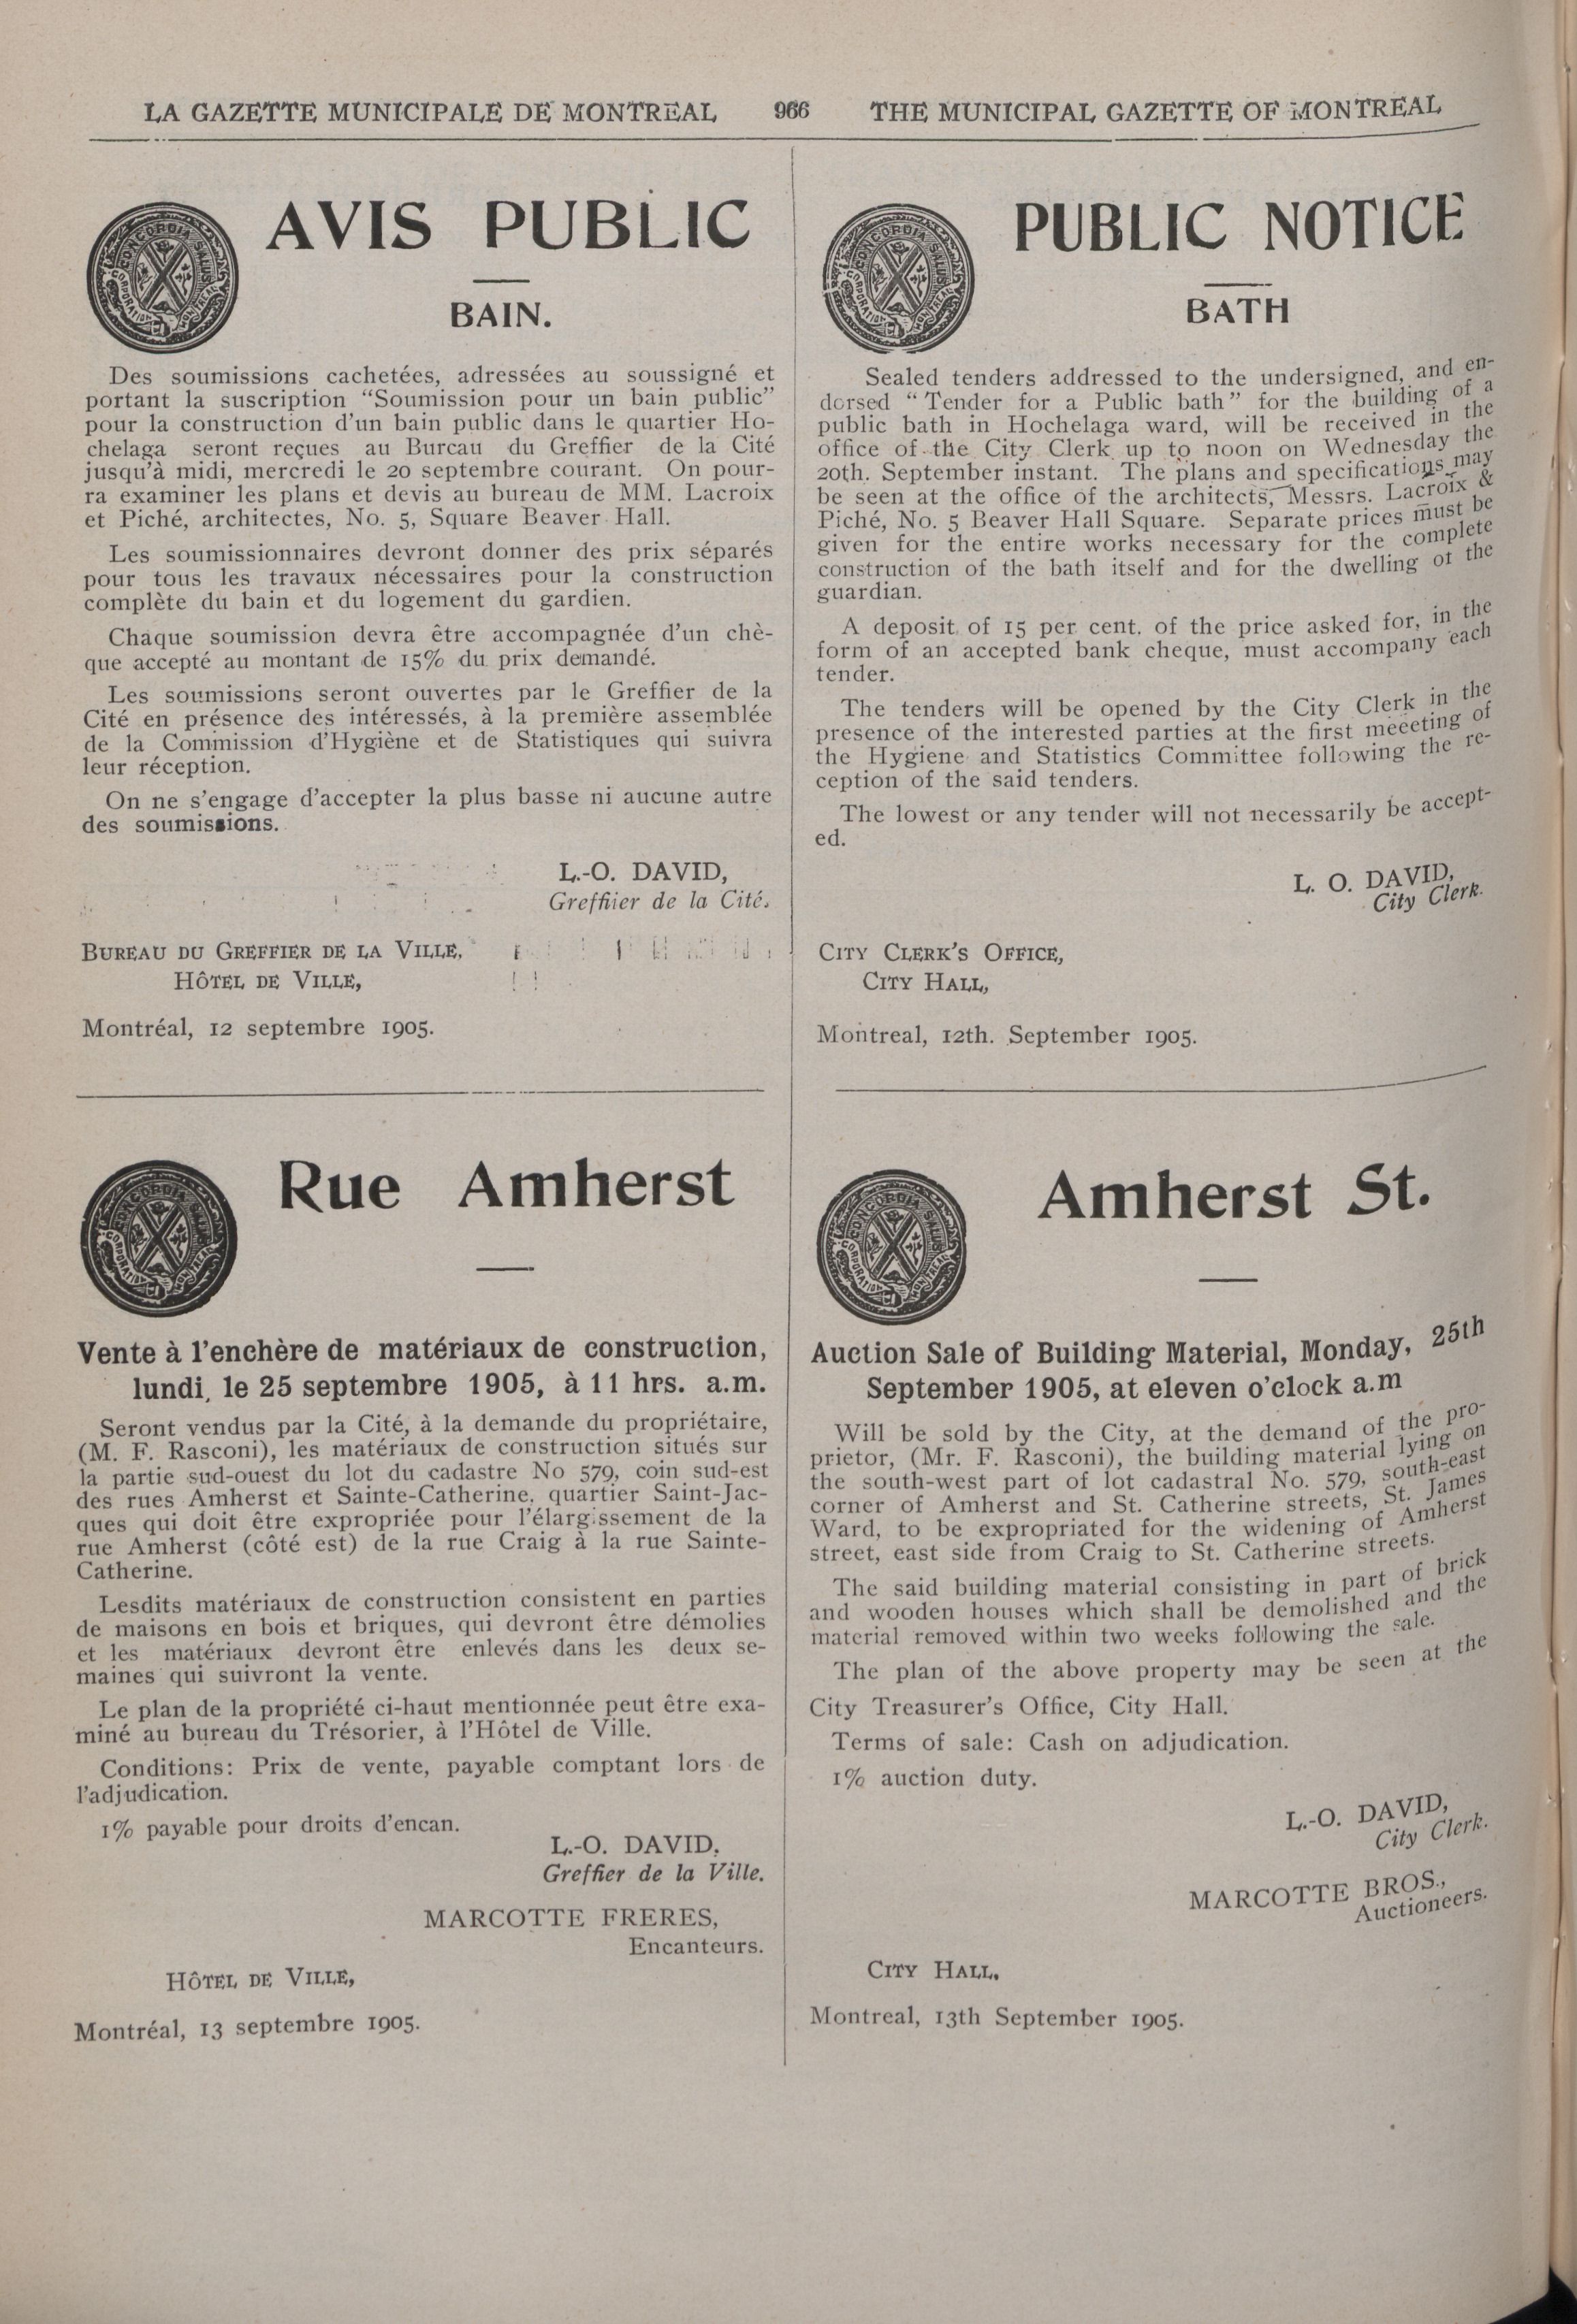 LA GAZETTE MUNICIPALE DE MONTREAL 966 THE MUNICIPAL GAZETTE OF MONTREAL
AVIS PUBLIC
BAIN.
Des soumissions cachetées, adressées au soussigné et
portant la suscription “Soumission pour un bain public”
pour la construction d'un bain public dans le quartier Ho-
chelaga seront reçues au Bureau du Greffier de la Cité
jusqu'à midi, mercredi le 20 septembre courant. On pour-
ra examiner les plans et devis au bureau de MM. Lacroix
et Piché, architectes, No. 5, Square Beaver Hall.
Les soumissionnaires devront donner des prix séparés
pour tous les travaux nécessaires pour la construction
complète du bain et du logement du gardien.
Chaque soumission devra être accompagnée d'un chè-
que accepté au montant de 15% du prix demandé.
Les soumissions seront ouvertes par le Greffier de la
Cité en présence des intéressés, à la première assemblée
de la Commission d'Hygiène et de Statistiques qui suivra
leur réception.
On ne s'engage d'accepter la plus basse ni aucune autre
des soumissions.
L.-O. DAVID,
Greffier de la Cité.
BUREAU DU GREFFIER DE LA VILLE,
HÔTEL DE VILLE,
Montréal, 12 septembre 1905.
PUBLIC NOTICE
BATH
Sealed tenders addressed to the undersigned, and en-
dorsed “Tender for a Public bath” for the building of a
public bath in Hochelaga ward, will be received in the
office of the City Clerk up to noon on Wednesday the
20th. September instant. The plans and specifications may
be seen at the office of the architects, Messrs. Lacroix &
Piché, No. 5 Beaver Hall Square. Separate prices must be
given for the entire works necessary for the complete
construction of the bath itself and for the dwelling of the
guardian.
A deposit of 15 per cent. of the price asked for, in the
form of an accepted bank cheque, must accompany each
tender.
The tenders will be opened by the City Clerk in the
presence of the interested parties at the first meeeting of
the Hygiene and Statistics Committee following the re-
ception of the said tenders.
The lowest or any tender will not necessarily be accept-
ed.
L. O. DAVID,
City Clerk.
CITY CLERK'S OFFICE,
CITY HALL,
Montreal, 12th. September 1905.
Rue Amherst
Vente à l'enchère de matériaux de construction,
lundi, le 25 septembre 1905, à 11 hrs. a.m.
Seront vendus par la Cité, à la demande du propriétaire,
(M. F. Rasconi), les matériaux de construction situés sur
la partie sud-ouest du lot du cadastre No 579, coin sud-est
des rues Amherst et Sainte-Catherine, quartier Saint-Jac-
ques qui doit être expropriée pour l'élargissement de la
rue Amherst (côté est) de la rue Craig à la rue Sainte-
Catherine.
Lesdits matériaux de construction consistent en parties
de maisons en bois et briques, qui devront être démolies
et les matériaux devront être enlevés dans les deux se-
maines qui suivront la vente.
Le plan de la propriété ci-haut mentionnée peut être exa-
miné au bureau du Trésorier, à l'Hôtel de Ville.
Conditions: Prix de vente, payable comptant lors de
l'adjudication.
1% payable pour droits d'encan.
L.-O. DAVID,
Greffier de la Ville.
MARCOTTE FRERES,
Encanteurs.
HÔTEL DE VILLE,
Montréal, 13 septembre 1905.
Amherst St.
Auction Sale of Building Material, Monday, 25th
September 1905, at eleven o'clock a.m
Will be sold by the City, at the demand of the pro-
prietor, (Mr. F. Rasconi), the building material lying on
the south-west part of lot cadastral No. 579, south-east
corner of Amherst and St. Catherine streets, St. James
Ward, to be expropriated for the widening of Amherst
street, east side from Craig to St. Catherine streets.
The said building material consisting in part of brick
and wooden houses which shall be demolished and the
material removed within two weeks following the sale.
The plan of the above property may be seen at the
City Treasurer's Office, City Hall.
Terms of sale: Cash on adjudication.
1% auction duty.
L.-O. DAVID,
City Clerk.
MARCOTTE BROS.,
Auctioneers.
CITY HALL,
Montreal, 13th September 1905.